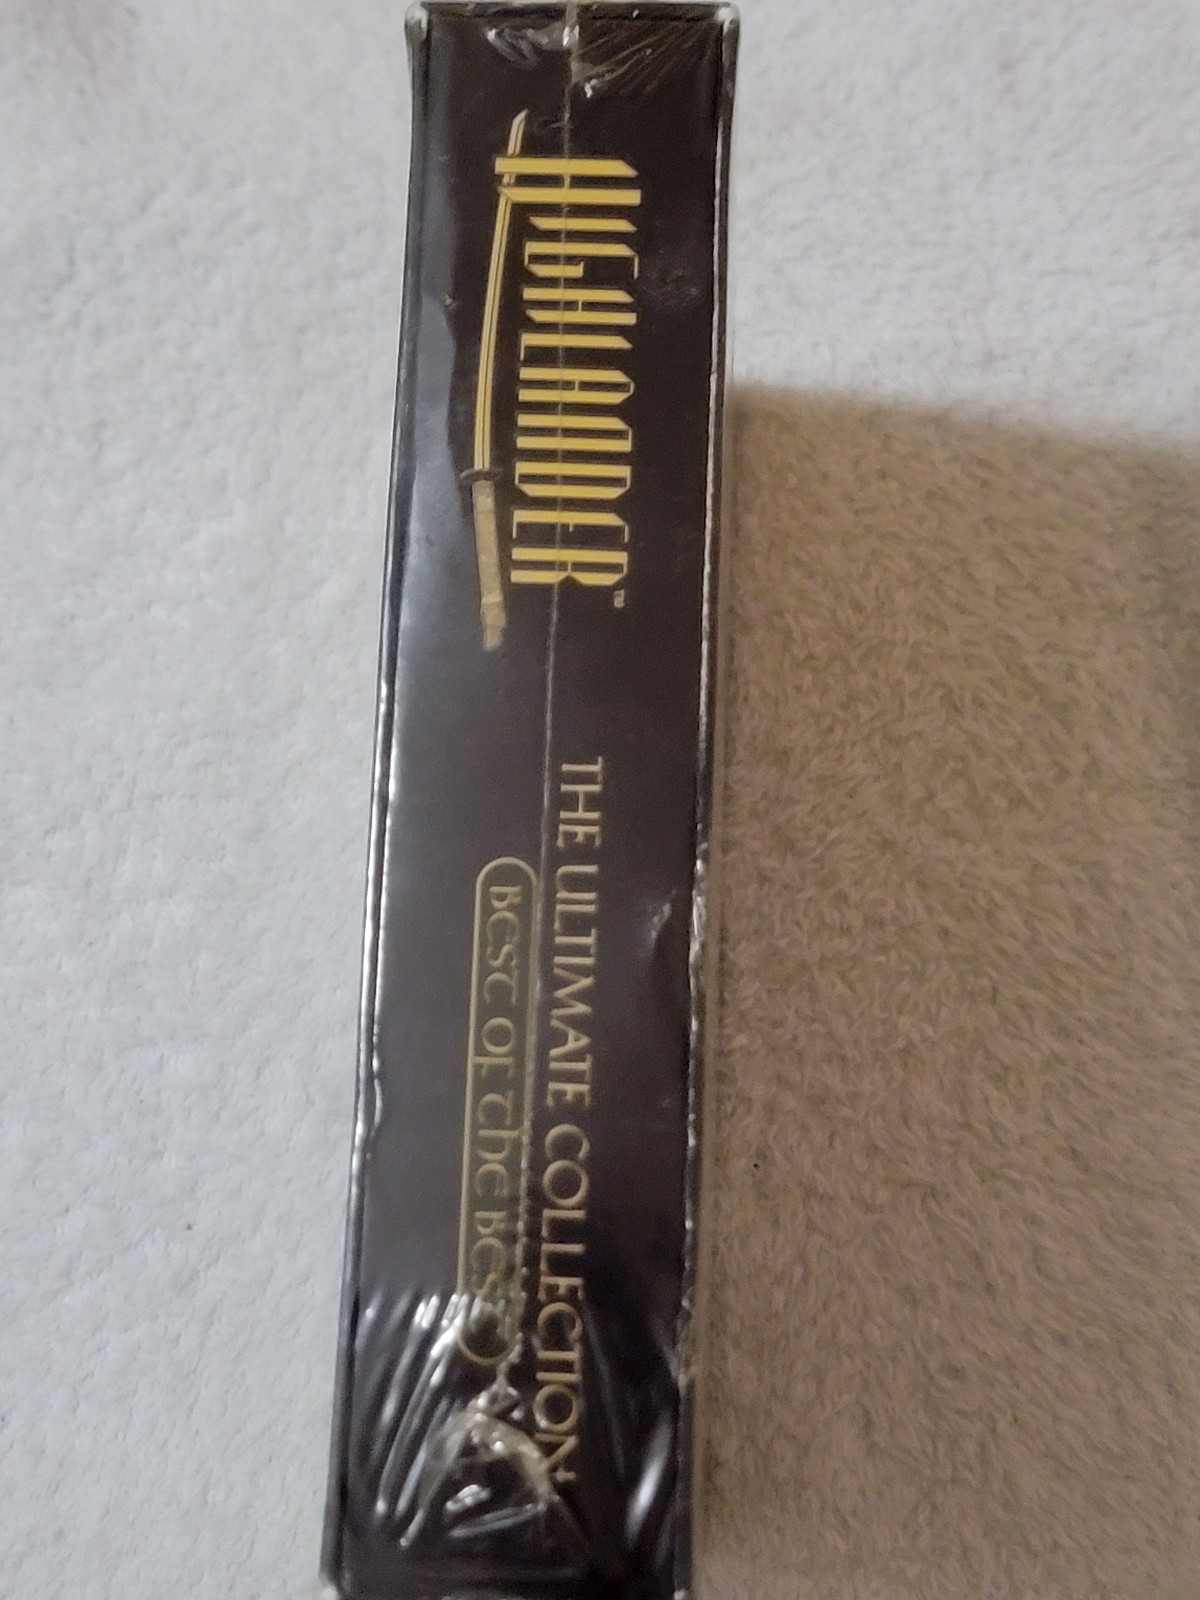 HIGHLANDER™
THE ULTIMATE COLLECTION
BEST OF THE BEST